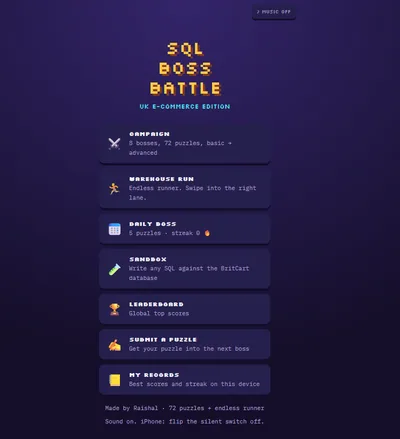 ♪ MUSIC OFF
SQL
BOSS
BATTLE
UK E-COMMERCE EDITION
CAMPAIGN
8 bosses, 72 puzzles, basic +
advanced
WAREHOUSE RUN
Endless runner. Swipe into the right
lane.
DAILY BOSS
5 puzzles · streak 0 🔥
SANDBOX
Write any SQL against the BritCart
database
LEADERBOARD
Global top scores
SUBMIT A PUZZLE
Get your puzzle into the next boss
MY RECORDS
Best scores and streak on this device
Made by Raishal · 72 puzzles + endless runner
Sound on. iPhone: flip the silent switch off.